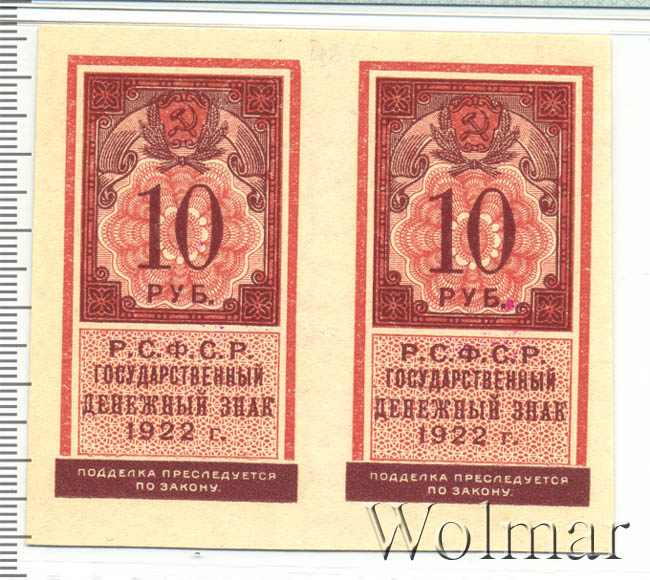 10
РУБ.
Р.С.Ф.С.Р.
ГОСУДАРСТВЕННЫЙ
ДЕНЕЖНЫЙ ЗНАК
1922 г.
ПОДДЕЛКА ПРЕСЛЕДУЕТСЯ
ПО ЗАКОНУ.
10
РУБ.
Р.С.Ф.С.Р.
ГОСУДАРСТВЕННЫЙ
ДЕНЕЖНЫЙ ЗНАК
1922 г.
ПОДДЕЛКА ПРЕСЛЕДУЕТСЯ
ПО ЗАКОНУ.
Wolmar